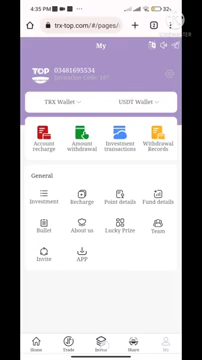 4:35 PM
32
trx-top.com/#/pages/
My
TOP
03481695534
TRX Wallet
USDT Wallet
Account recharge
Amount withdrawal
Investment transactions
Withdrawal Records
General
Investment
Recharge
Point details
Fund details
Bullet
About us
Lucky Prize
Team
Invite
APP
Home
Trade
Share
Me